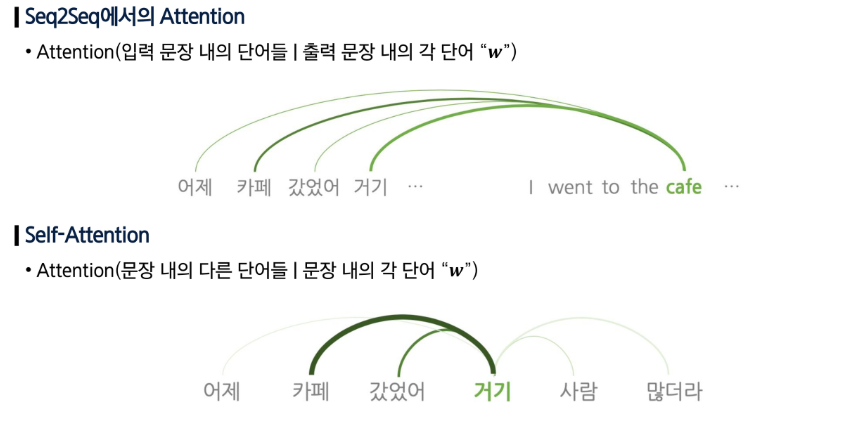 Seq2Seq에서의 Attention
• Attention(입력 문장 내의 단어들 | 출력 문장 내의 각 단어 “w”)
어제 카페 갔었어 거기 … I went to the cafe …
Self-Attention
• Attention(문장 내의 다른 단어들 | 문장 내의 각 단어 “w”)
어제 카페 갔었어 거기 사람 많더라